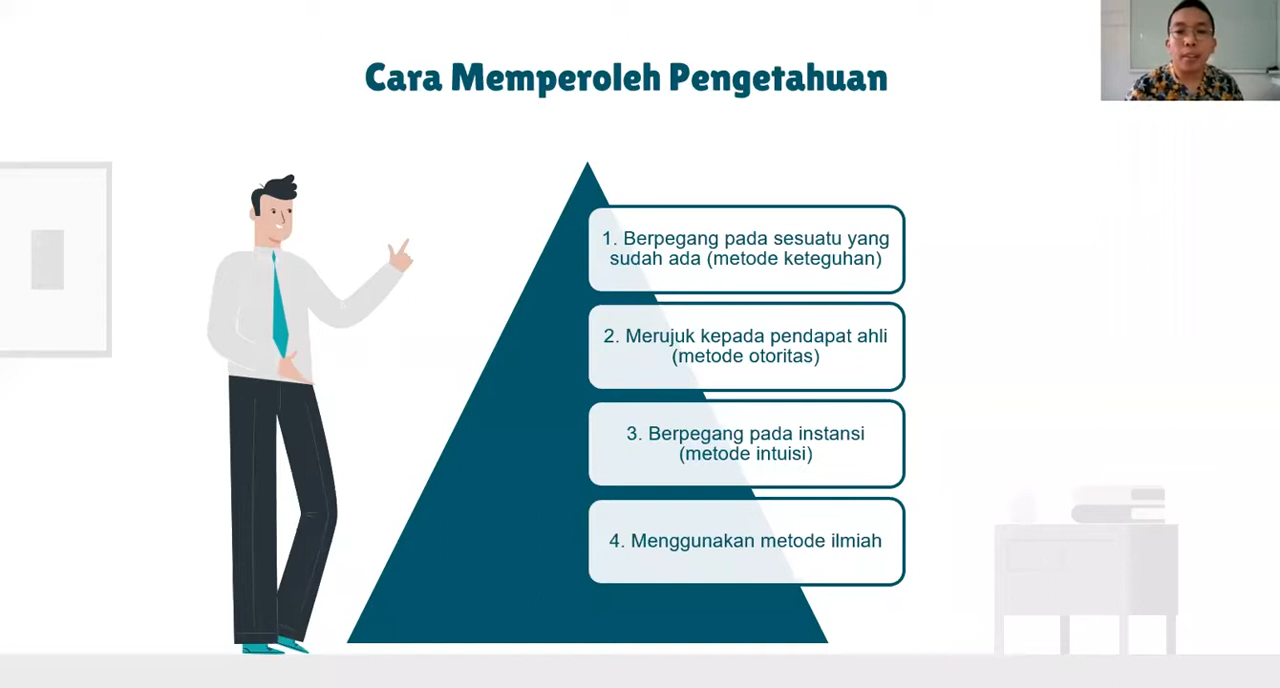 Cara Memperoleh Pengetahuan
1. Berpegang pada sesuatu yang
sudah ada (metode keteguhan)
2. Merujuk kepada pendapat ahli
(metode otoritas)
3. Berpegang pada instansi
(metode intuisi)
4. Menggunakan metode ilmiah